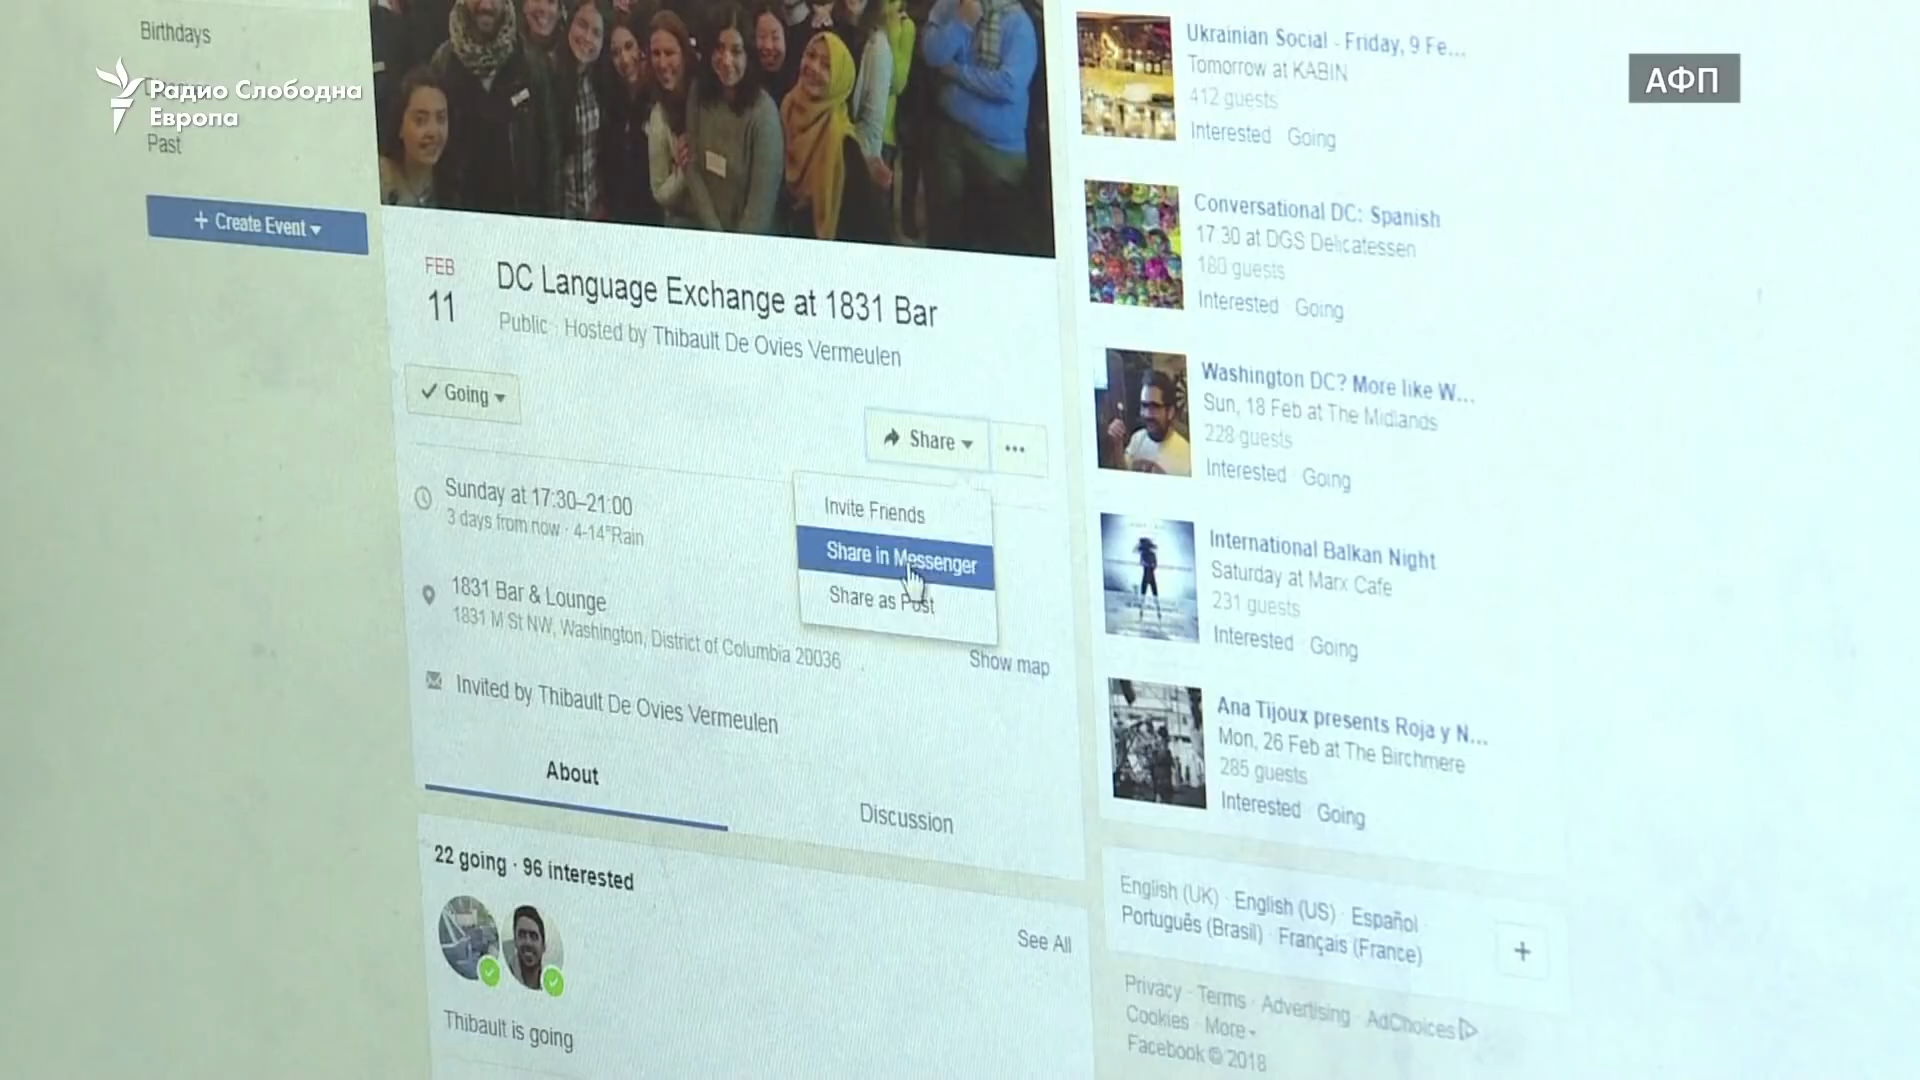 Birthdays
Радио Слободна
Европа
Past
+ Create Event
FEB
11
DC Language Exchange at 1831 Bar
Public · Hosted by Thibault De Ovies Vermeulen
Going
Share
...
Invite Friends
Share in Messenger
Share as Post
Sunday at 17:30–21:00
3 days from now · 4-14°Rain
1831 Bar & Lounge
1831 M St NW, Washington, District of Columbia 20036
Show map
Invited by Thibault De Ovies Vermeulen
About
Discussion
22 going · 96 interested
See All
Thibault is going
АФП
Ukrainian Social - Friday, 9 Fe...
Tomorrow at KABIN
412 guests
Interested · Going
Conversational DC: Spanish
17:30 at DGS Delicatessen
180 guests
Interested · Going
Washington DC? More like W...
Sun, 18 Feb at The Midlands
228 guests
Interested · Going
International Balkan Night
Saturday at Marx Cafe
231 guests
Interested · Going
Ana Tijoux presents Roja y N...
Mon, 26 Feb at The Birchmere
285 guests
Interested · Going
English (UK) · English (US) · Español ·
Português (Brasil) · Français (France)
+
Privacy · Terms · Advertising · AdChoices
Cookies · More
Facebook © 2018